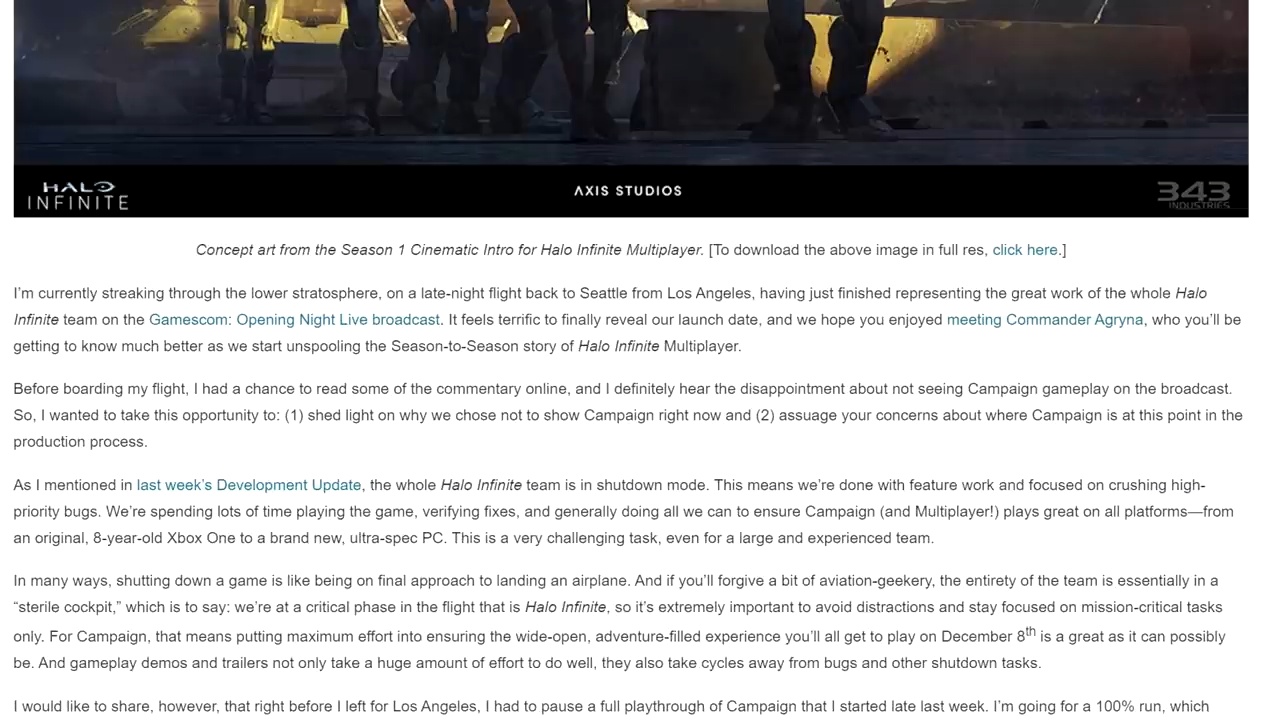 HALO
INFINITE
AXIS STUDIOS
343
INDUSTRIES
Concept art from the Season 1 Cinematic Intro for Halo Infinite Multiplayer. [To download the above image in full res, click here.]
I’m currently streaking through the lower stratosphere, on a late-night flight back to Seattle from Los Angeles, having just finished representing the great work of the whole Halo
Infinite team on the Gamescom: Opening Night Live broadcast. It feels terrific to finally reveal our launch date, and we hope you enjoyed meeting Commander Agryna, who you’ll be
getting to know much better as we start unspooling the Season-to-Season story of Halo Infinite Multiplayer.
Before boarding my flight, I had a chance to read some of the commentary online, and I definitely hear the disappointment about not seeing Campaign gameplay on the broadcast.
So, I wanted to take this opportunity to: (1) shed light on why we chose not to show Campaign right now and (2) assuage your concerns about where Campaign is at this point in the
production process.
As I mentioned in last week’s Development Update, the whole Halo Infinite team is in shutdown mode. This means we’re done with feature work and focused on crushing high-
priority bugs. We’re spending lots of time playing the game, verifying fixes, and generally doing all we can to ensure Campaign (and Multiplayer!) plays great on all platforms—from
an original, 8-year-old Xbox One to a brand new, ultra-spec PC. This is a very challenging task, even for a large and experienced team.
In many ways, shutting down a game is like being on final approach to landing an airplane. And if you’ll forgive a bit of aviation-geekery, the entirety of the team is essentially in a
“sterile cockpit,” which is to say: we’re at a critical phase in the flight that is Halo Infinite, so it’s extremely important to avoid distractions and stay focused on mission-critical tasks
only. For Campaign, that means putting maximum effort into ensuring the wide-open, adventure-filled experience you’ll all get to play on December 8th is a great as it can possibly
be. And gameplay demos and trailers not only take a huge amount of effort to do well, they also take cycles away from bugs and other shutdown tasks.
I would like to share, however, that right before I left for Los Angeles, I had to pause a full playthrough of Campaign that I started late last week. I’m going for a 100% run, which